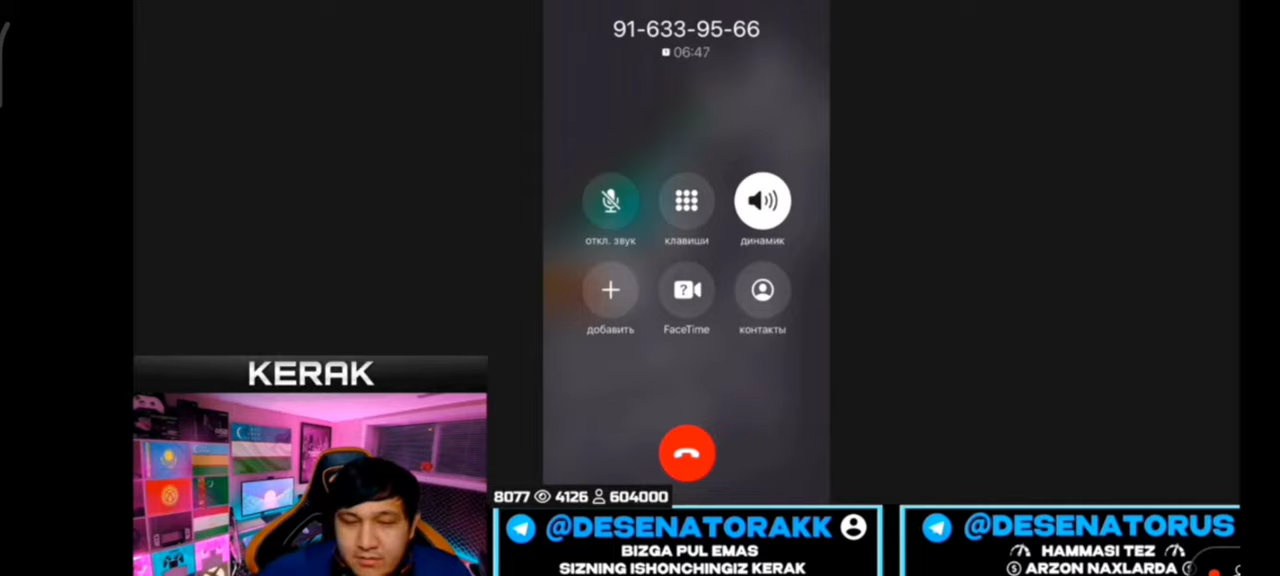 91-633-95-66
06:47
откл. звук
клавиши
динамик
добавить
FaceTime
контакты
KERAK
8077 4126 604000
@DESENATORAKK
BIZGA PUL EMAS
SIZNING ISHONCHINGIZ KERAK
@DESENATORUS
HAMMASI TEZ
ARZON NAXLARDA